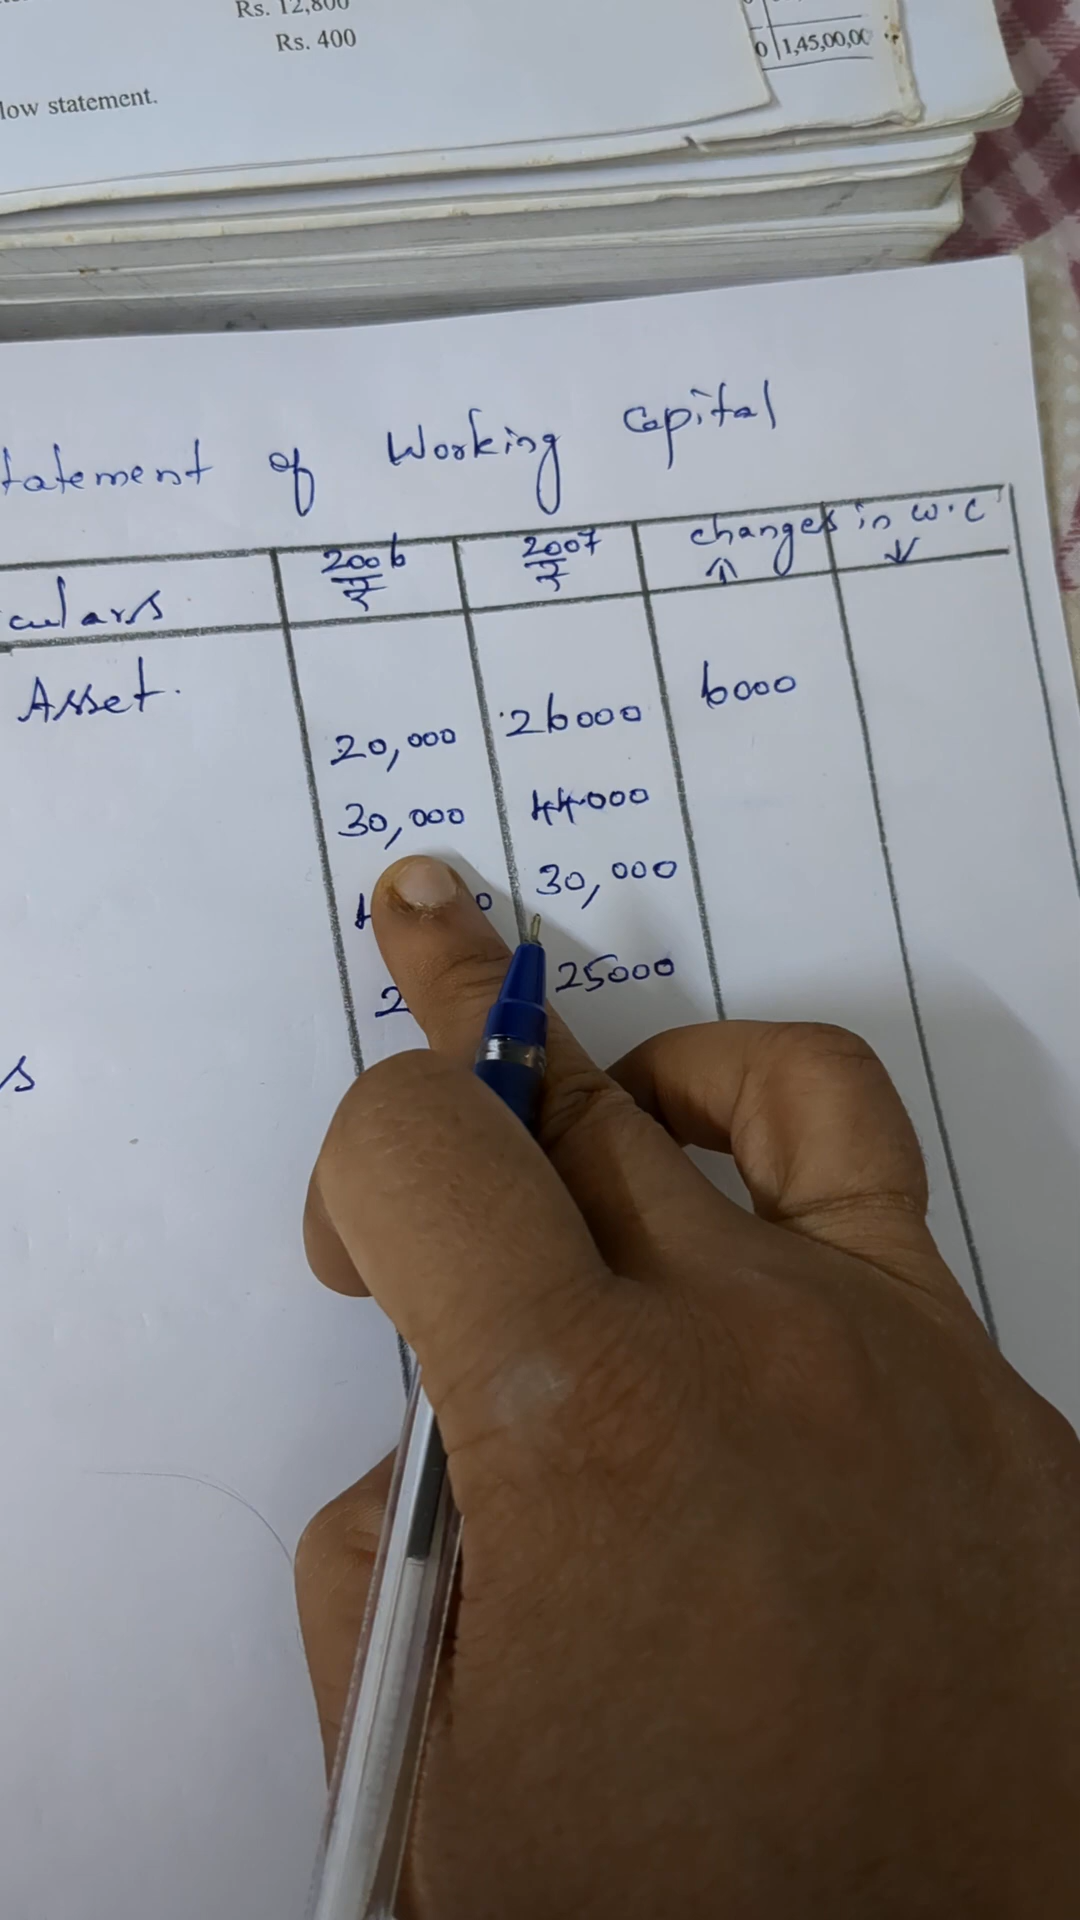 Rs. 12,800
Rs. 400
1,45,00,00
low statement.
tatement of Working Capital
2006 2007 changes in W.C
₹ ₹ ↑ ↓
culars
Asset.
20,000 26000 6000
30,000 44000
30,000
25000
s